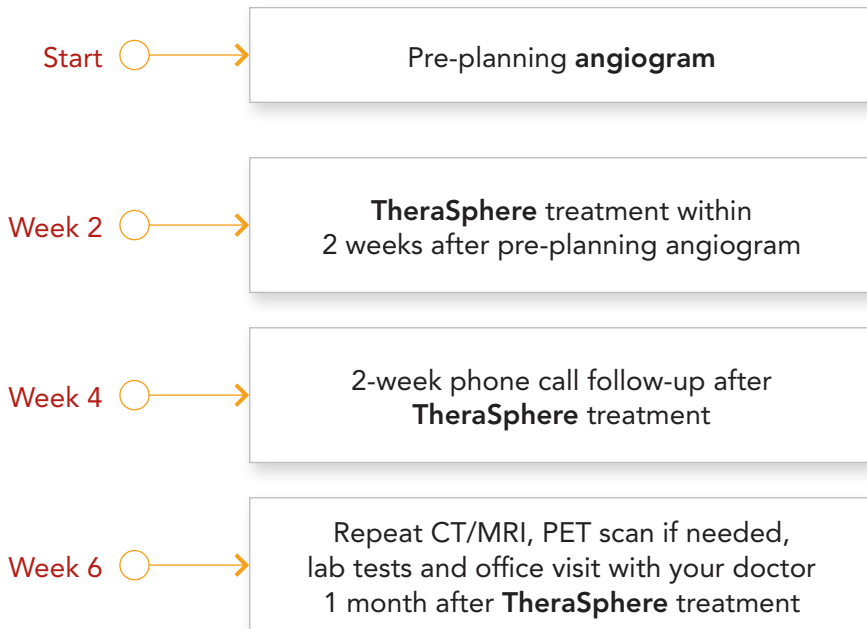 Start
Pre-planning angiogram
Week 2
TheraSphere treatment within
2 weeks after pre-planning angiogram
Week 4
2-week phone call follow-up after
TheraSphere treatment
Week 6
Repeat CT/MRI, PET scan if needed,
lab tests and office visit with your doctor
1 month after TheraSphere treatment